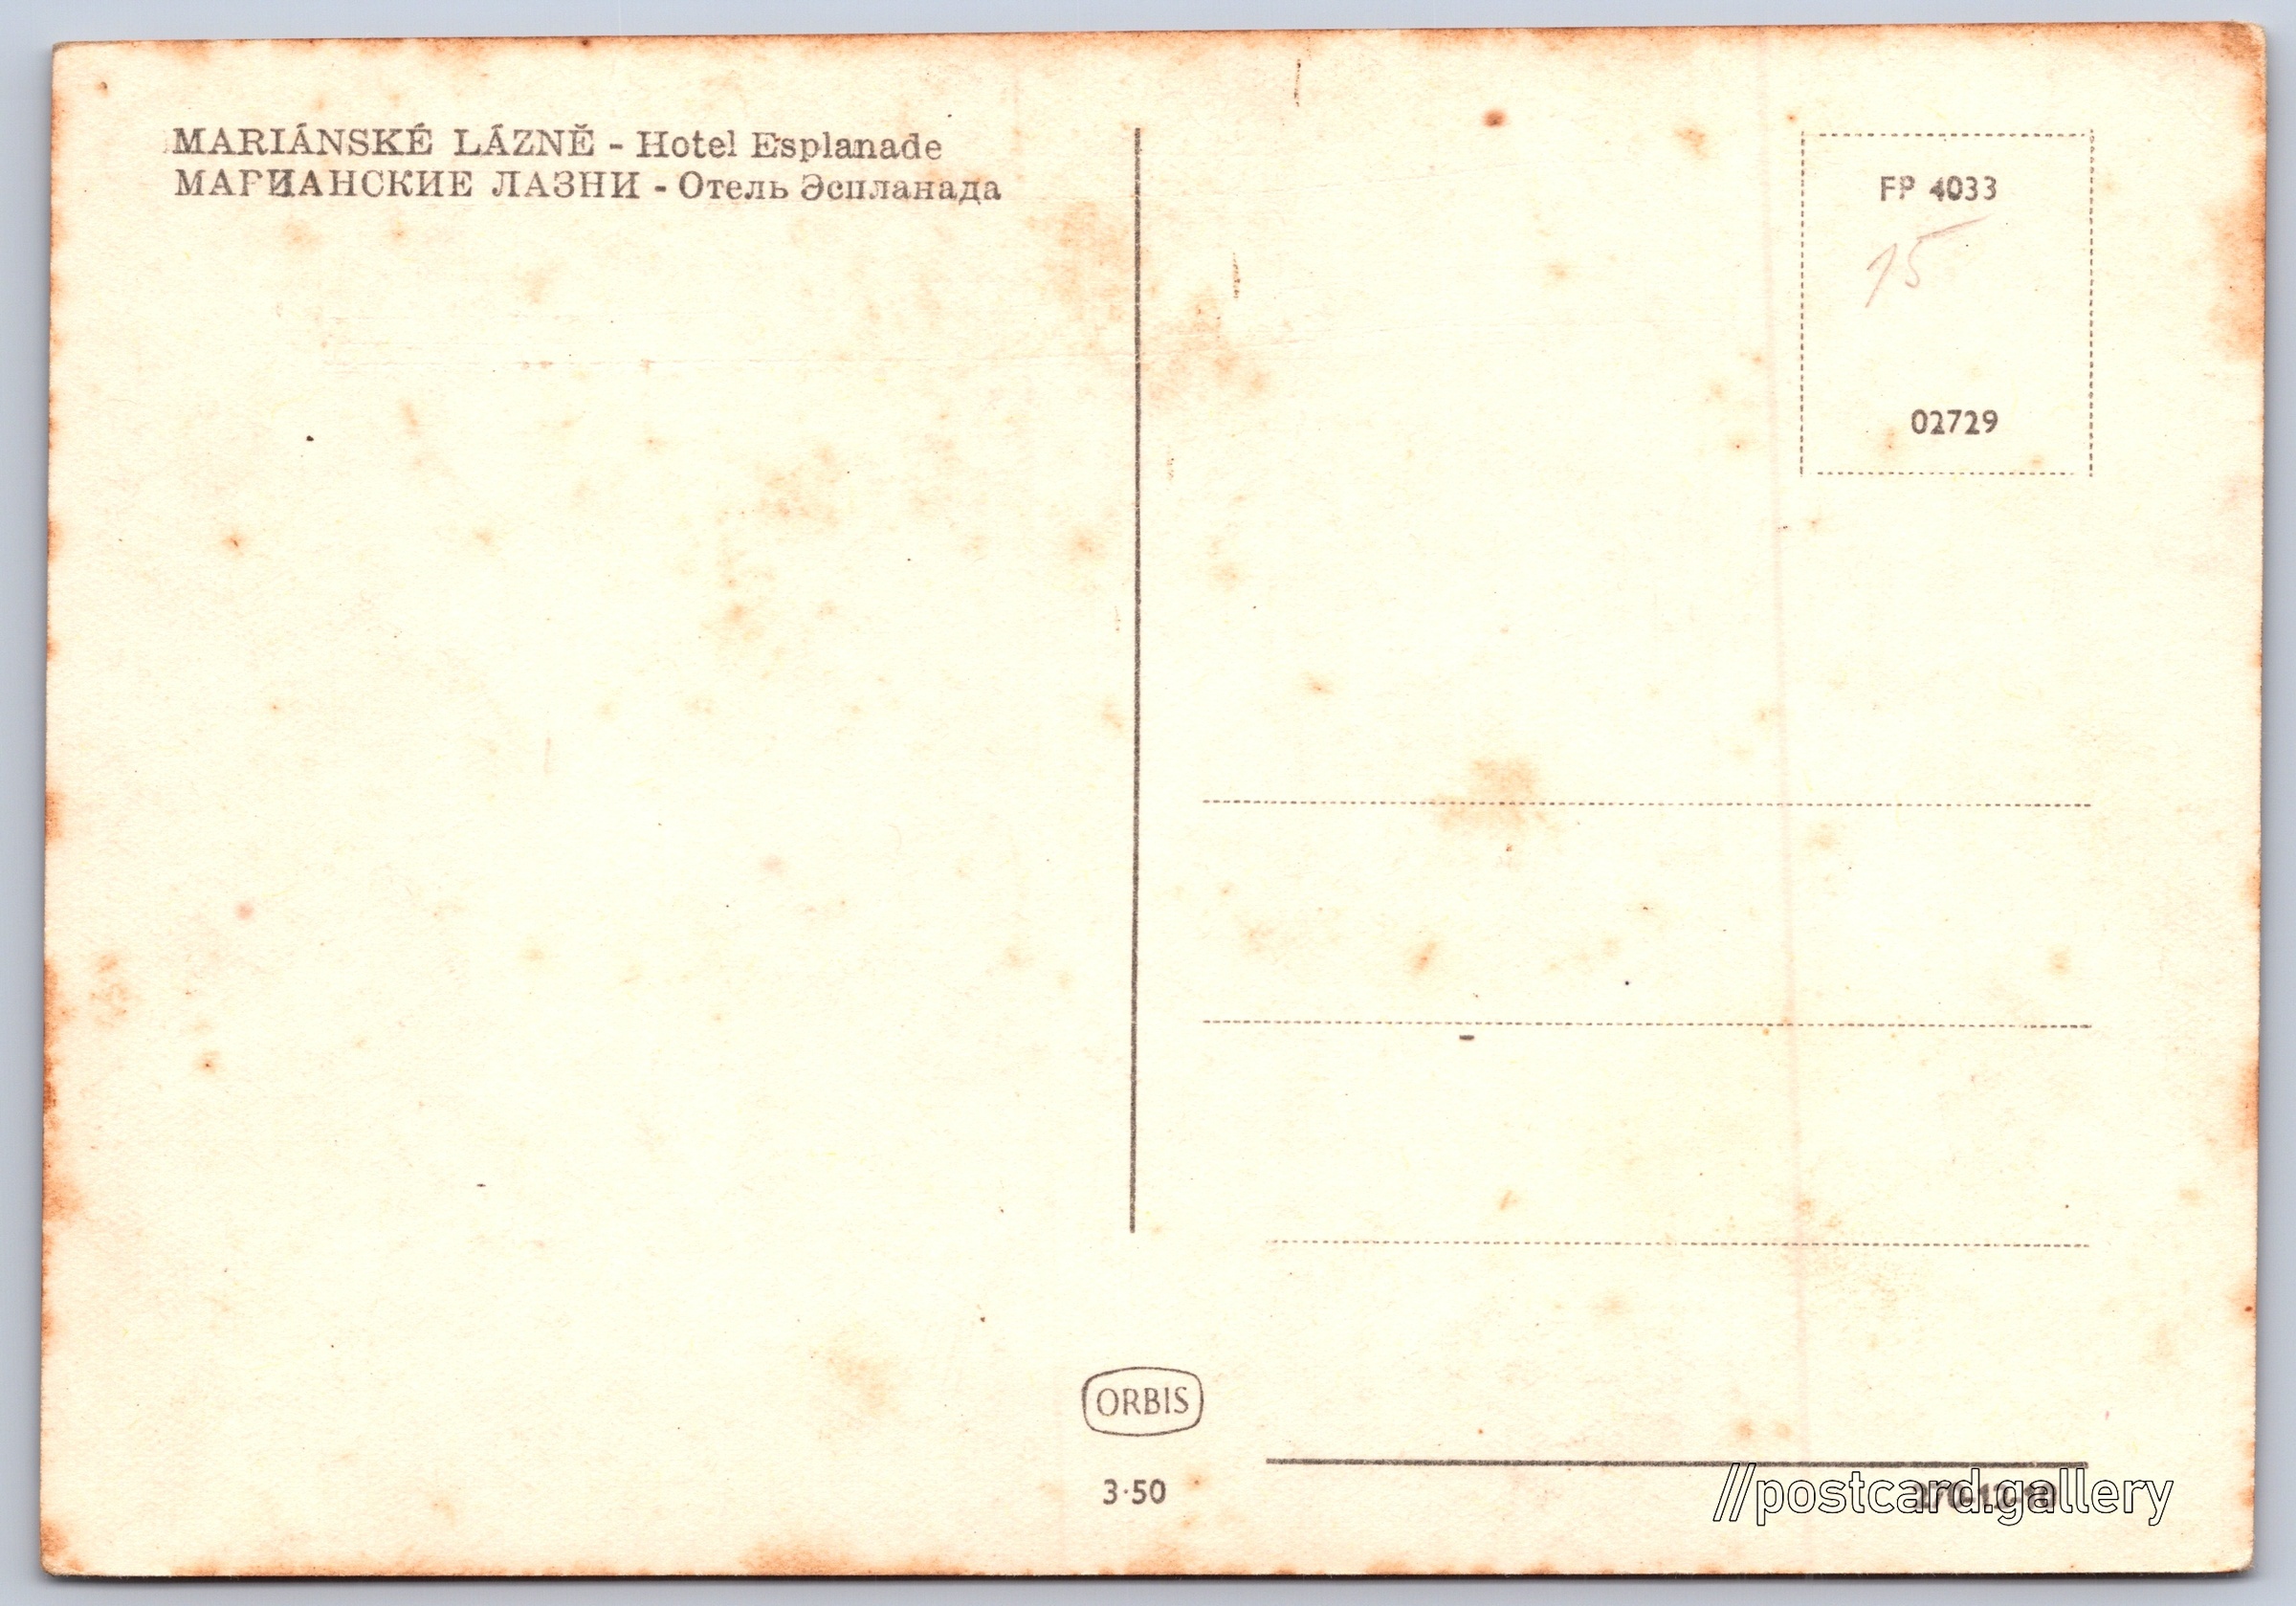 MARIÁNSKÉ LÁZNĚ - Hotel Esplanade
МАРИАНСКИЕ ЛАЗНИ - Отель Эспланада
FP 4033
15
02729
ORBIS
3·50
//postcard.gallery